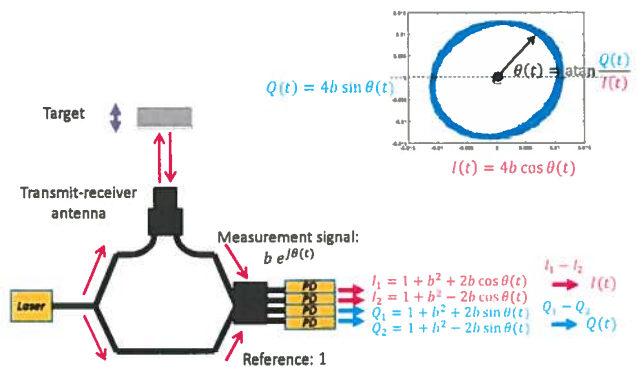 Q(t) = 4b sin θ(t)
θ(t) = atan Q(t)/I(t)
I(t) = 4b cos θ(t)
Target
Transmit-receiver
antenna
Measurement signal:
b e^{jθ(t)}
Laser
PD
PD
PD
PD
I₁ = 1 + b² + 2b cos θ(t)
I₂ = 1 + b² − 2b cos θ(t)
Q₁ = 1 + b² + 2b sin θ(t)
Q₂ = 1 + b² − 2b sin θ(t)
I₁ − I₂
I(t)
Q₁ − Q₂
Q(t)
Reference: 1